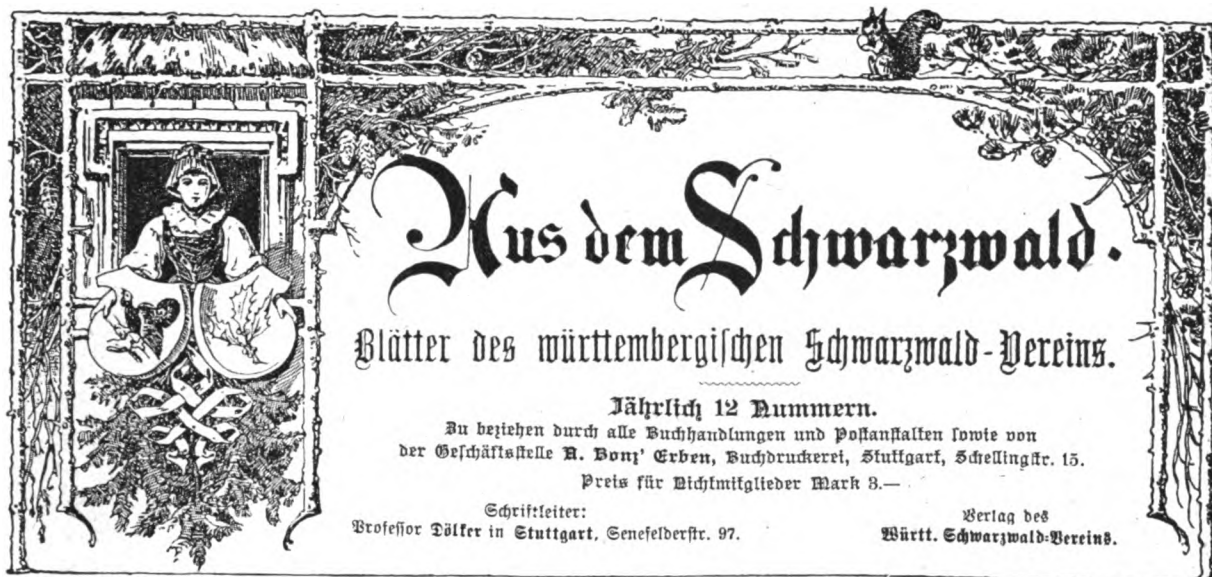 Aus dem Schwarzwald.
Blätter des württembergischen Schwarzwald-Vereins.
Jährlich 12 Nummern.
Zu beziehen durch alle Buchhandlungen und Postanstalten sowie von
der Geschäftsstelle A. Bonz' Erben, Buchdruckerei, Stuttgart, Schellingstr. 15.
Preis für Nichtmitglieder Mark 3.—
Schriftleiter:
Professor Dölker in Stuttgart, Senefelderstr. 97.
Verlag des
Württ. Schwarzwald-Vereins.